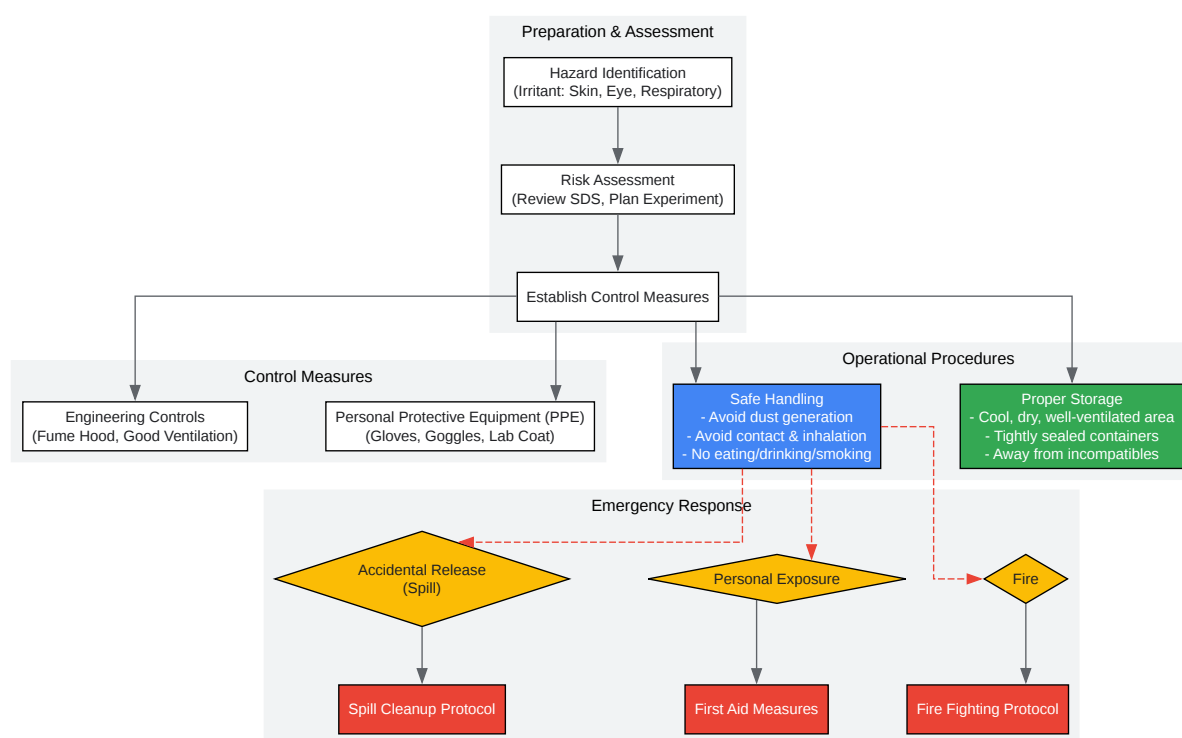 Preparation & Assessment
Hazard Identification
(Irritant: Skin, Eye, Respiratory)
Risk Assessment
(Review SDS, Plan Experiment)
Establish Control Measures
Control Measures
Engineering Controls
(Fume Hood, Good Ventilation)
Personal Protective Equipment (PPE)
(Gloves, Goggles, Lab Coat)
Operational Procedures
Safe Handling
- Avoid dust generation
- Avoid contact & inhalation
- No eating/drinking/smoking
Proper Storage
- Cool, dry, well-ventilated area
- Tightly sealed containers
- Away from incompatibles
Emergency Response
Accidental Release
(Spill)
Personal Exposure
Fire
Spill Cleanup Protocol
First Aid Measures
Fire Fighting Protocol